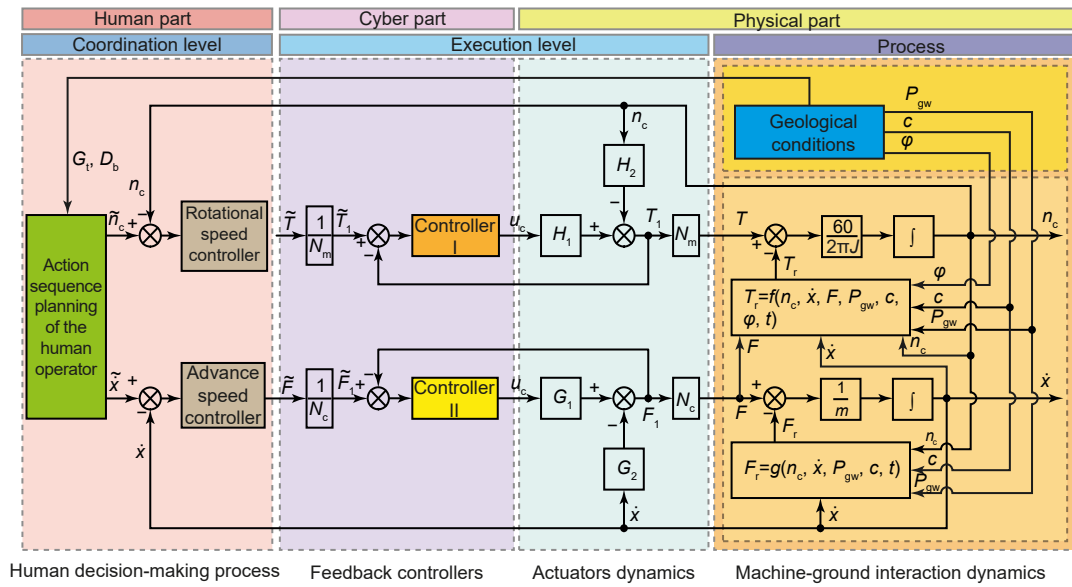 Human part
Cyber part
Physical part
Coordination level
Execution level
Process
P_gw
c
φ
Geological
conditions
n_c
H_2
G_t, D_b
n_c
ñ_c
+
−
Rotational
speed
controller
T̃
1
N_m
T̃_1
+
−
Controller
I
u_c
H_1
+
−
T_1
N_m
T
+
−
60
2πJ
∫
n_c
T_r
Action
sequence
planning
of the
human
operator
T_r=f(n_c, ẋ, F, P_gw, c,
φ, t)
φ
c
P_gw
n_c
F
ẋ
x̃̇
+
−
Advance
speed
controller
F̃
1
N_c
F̃_1
+
−
Controller
II
u_c
G_1
+
−
F_1
N_c
F
+
−
1
m
∫
ẋ
F_r
ẋ
G_2
F_r=g(n_c, ẋ, P_gw, c, t)
n_c
c
P_gw
ẋ
ẋ
Human decision-making process
Feedback controllers
Actuators dynamics
Machine-ground interaction dynamics